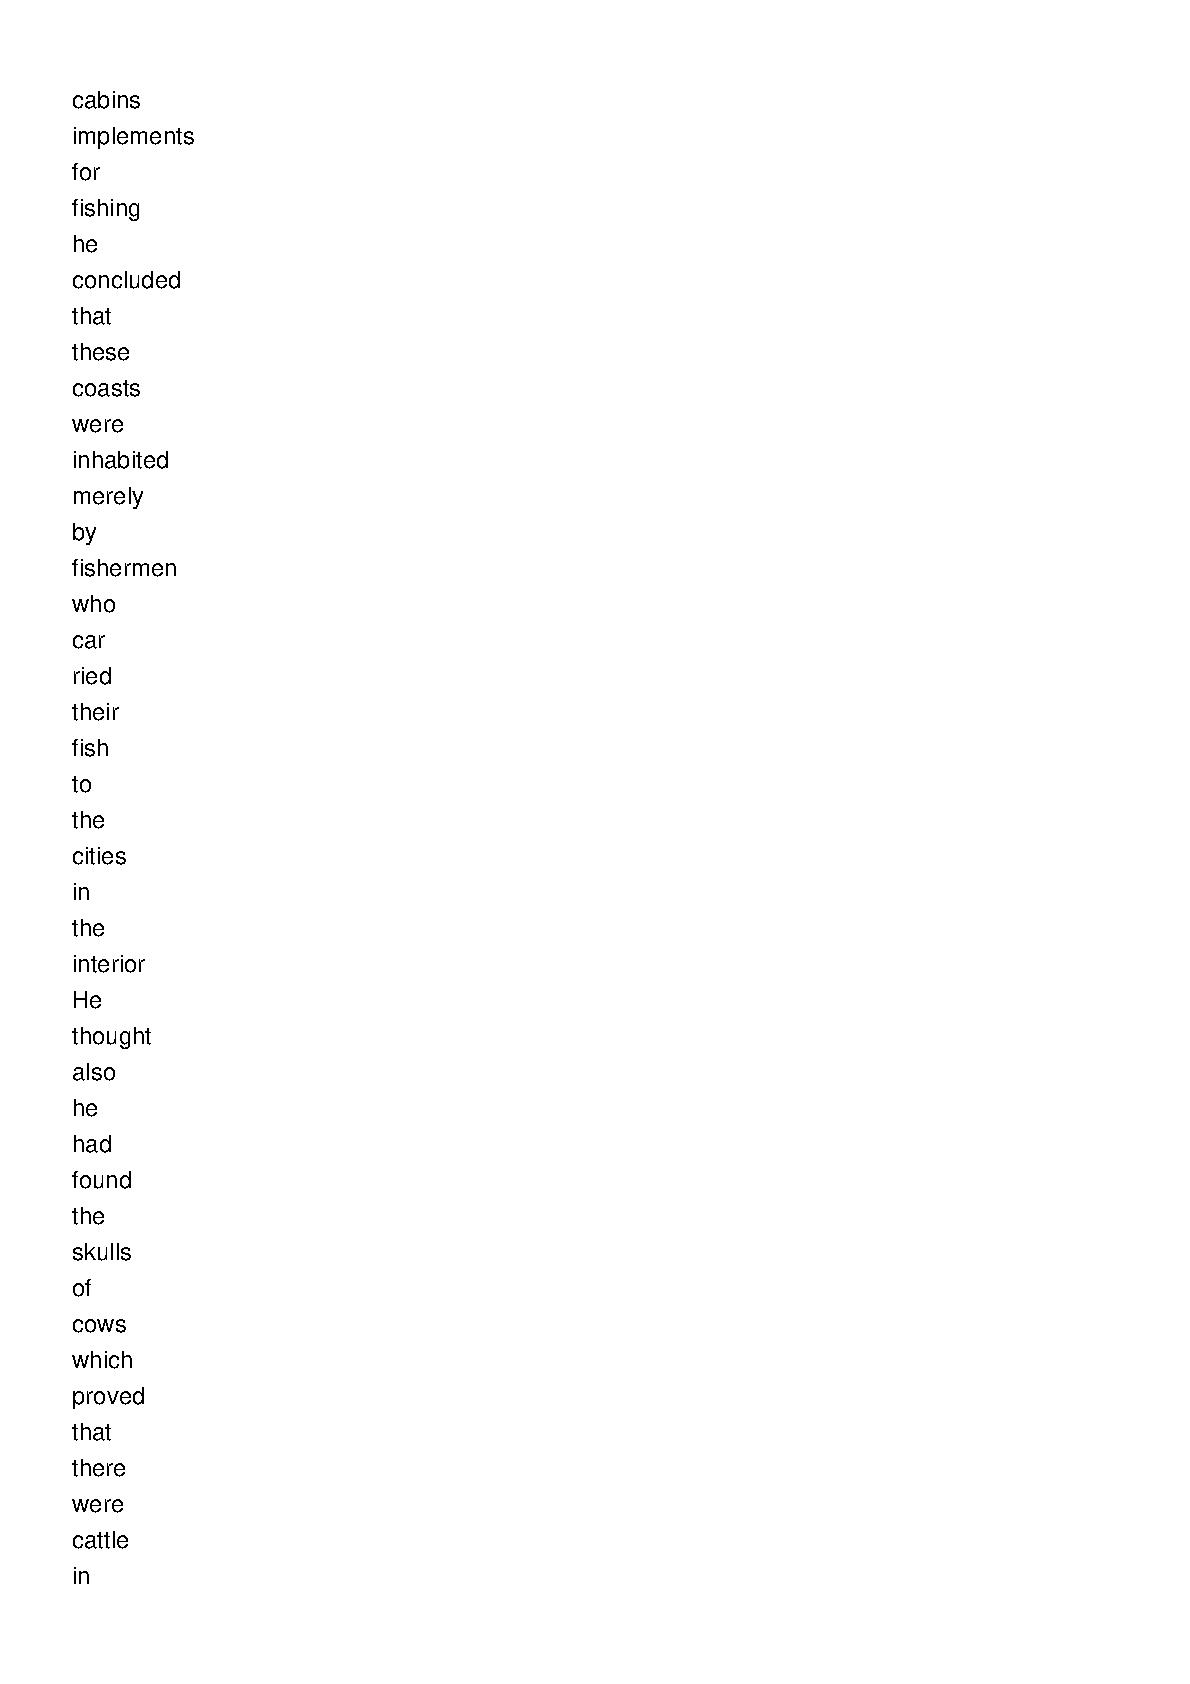 cabins
implements
for
fishing
he
concluded
that
these
coasts
were
inhabited
merely
by
fishermen
who
car
ried
their
fish
to
the
cities
in
the
interior
He
thought
also
he
had
found
the
skulls
of
cows
which
proved
that
there
were
cattle
in